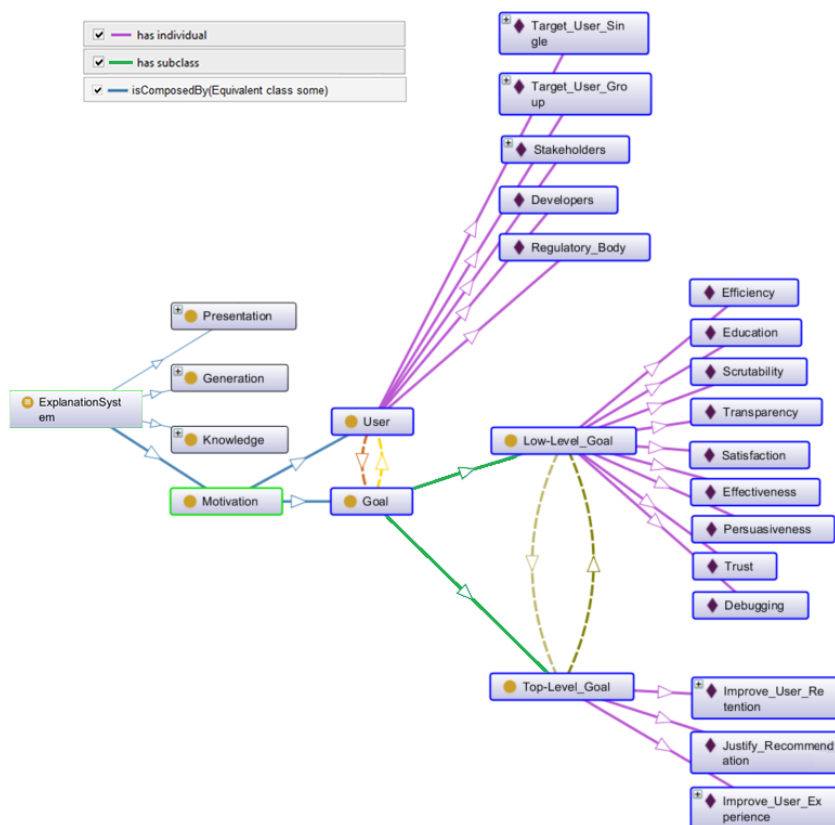 has individual
has subclass
isComposedBy(Equivalent class some)
Target_User_Sin
gle
Target_User_Gro
up
Stakeholders
Developers
Regulatory_Body
Presentation
Generation
ExplanationSyst
em
Knowledge
Motivation
User
Goal
Low-Level_Goal
Efficiency
Education
Scrutability
Transparency
Satisfaction
Effectiveness
Persuasiveness
Trust
Debugging
Top-Level_Goal
Improve_User_Re
tention
Justify_Recommend
ation
Improve_User_Ex
perience